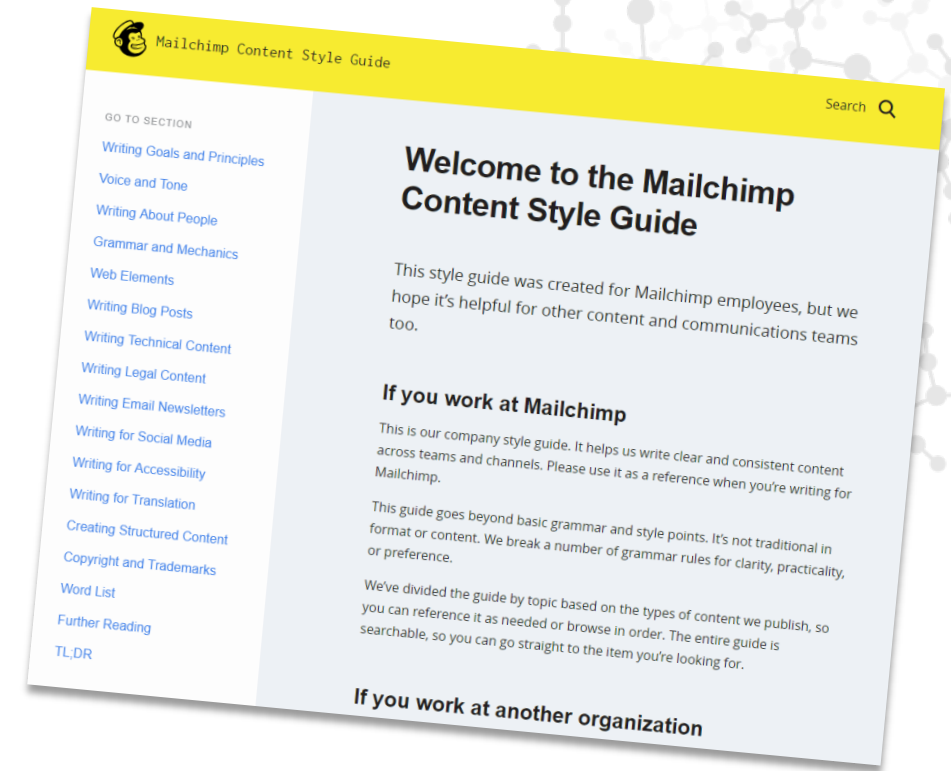 Mailchimp Content Style Guide
Search
GO TO SECTION
Writing Goals and Principles
Voice and Tone
Writing About People
Grammar and Mechanics
Web Elements
Writing Blog Posts
Writing Technical Content
Writing Legal Content
Writing Email Newsletters
Writing for Social Media
Writing for Accessibility
Writing for Translation
Creating Structured Content
Copyright and Trademarks
Word List
Further Reading
TL;DR
Welcome to the Mailchimp
Content Style Guide
This style guide was created for Mailchimp employees, but we
hope it’s helpful for other content and communications teams
too.
If you work at Mailchimp
This is our company style guide. It helps us write clear and consistent content
across teams and channels. Please use it as a reference when you’re writing for
Mailchimp.
This guide goes beyond basic grammar and style points. It’s not traditional in
format or content. We break a number of grammar rules for clarity, practicality,
or preference.
We’ve divided the guide by topic based on the types of content we publish, so
you can reference it as needed or browse in order. The entire guide is
searchable, so you can go straight to the item you’re looking for.
If you work at another organization